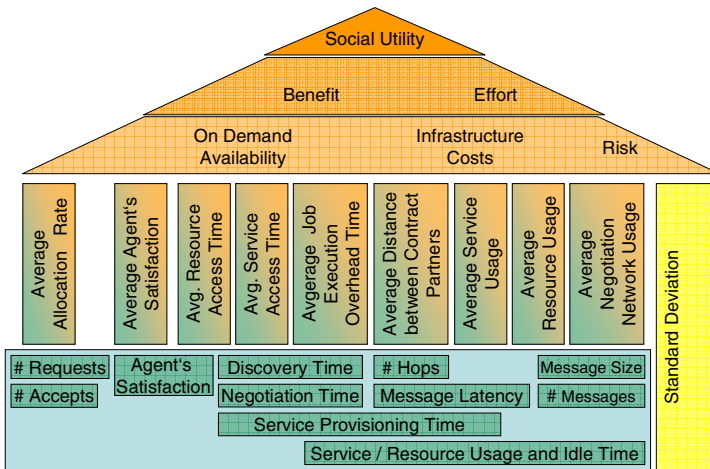 Social Utility
Benefit
Effort
On Demand
Availability
Infrastructure
Costs
Risk
Average
Allocation Rate
Average Agent's
Satisfaction
Avg. Resource
Access Time
Avg. Service
Access Time
Avgerage Job
Execution
Overhead Time
Average Distance
between Contract
Partners
Average Service
Usage
Average
Resource Usage
Average
Negotiation
Network Usage
Standard Deviation
# Requests
Agent's
Satisfaction
Discovery Time
# Hops
Message Size
# Accepts
Negotiation Time
Message Latency
# Messages
Service Provisioning Time
Service / Resource Usage and Idle Time